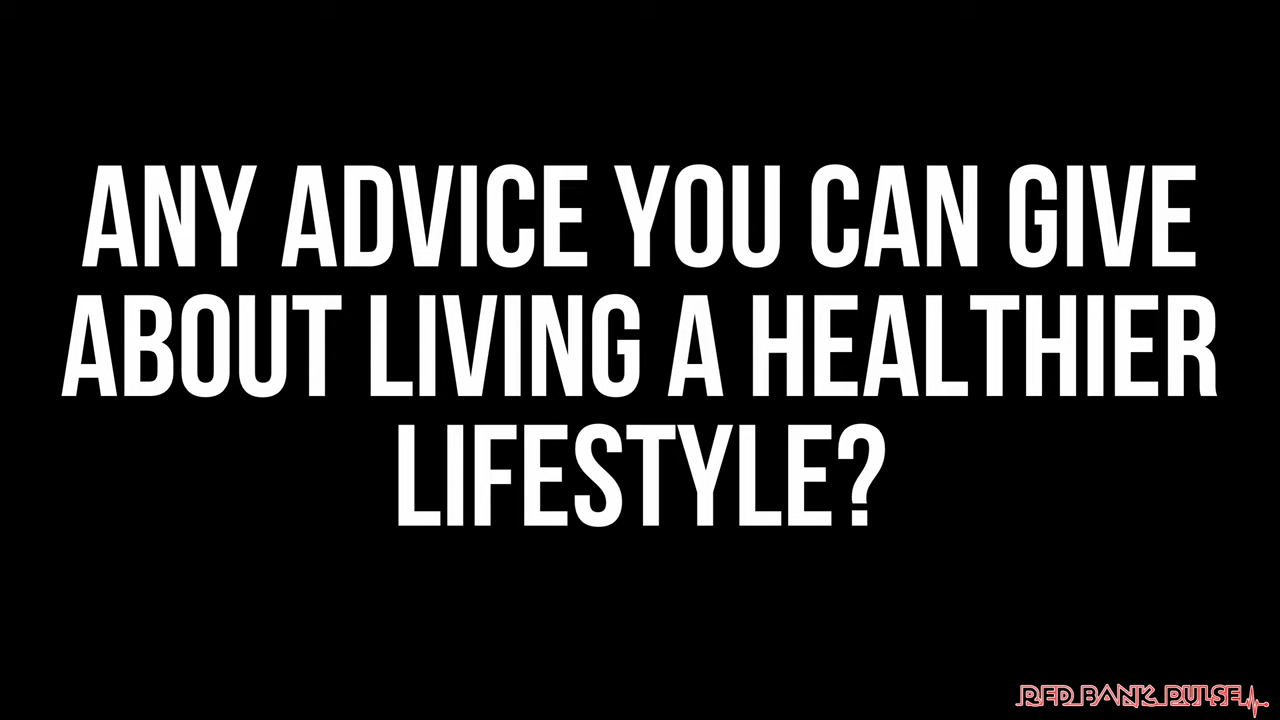 ANY ADVICE YOU CAN GIVE
ABOUT LIVING A HEALTHIER
LIFESTYLE?
RED BANK PULSE